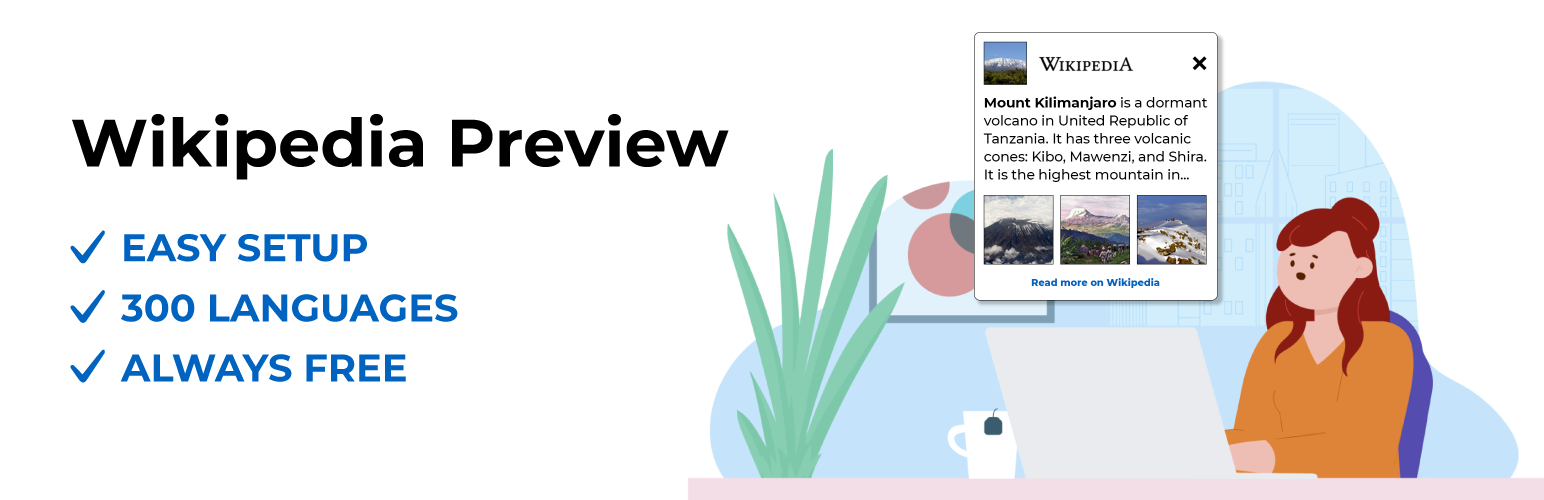 Wikipedia Preview
EASY SETUP
300 LANGUAGES
ALWAYS FREE
WIKIPEDIA
Mount Kilimanjaro is a dormant
volcano in United Republic of
Tanzania. It has three volcanic
cones: Kibo, Mawenzi, and Shira.
It is the highest mountain in...
Read more on Wikipedia